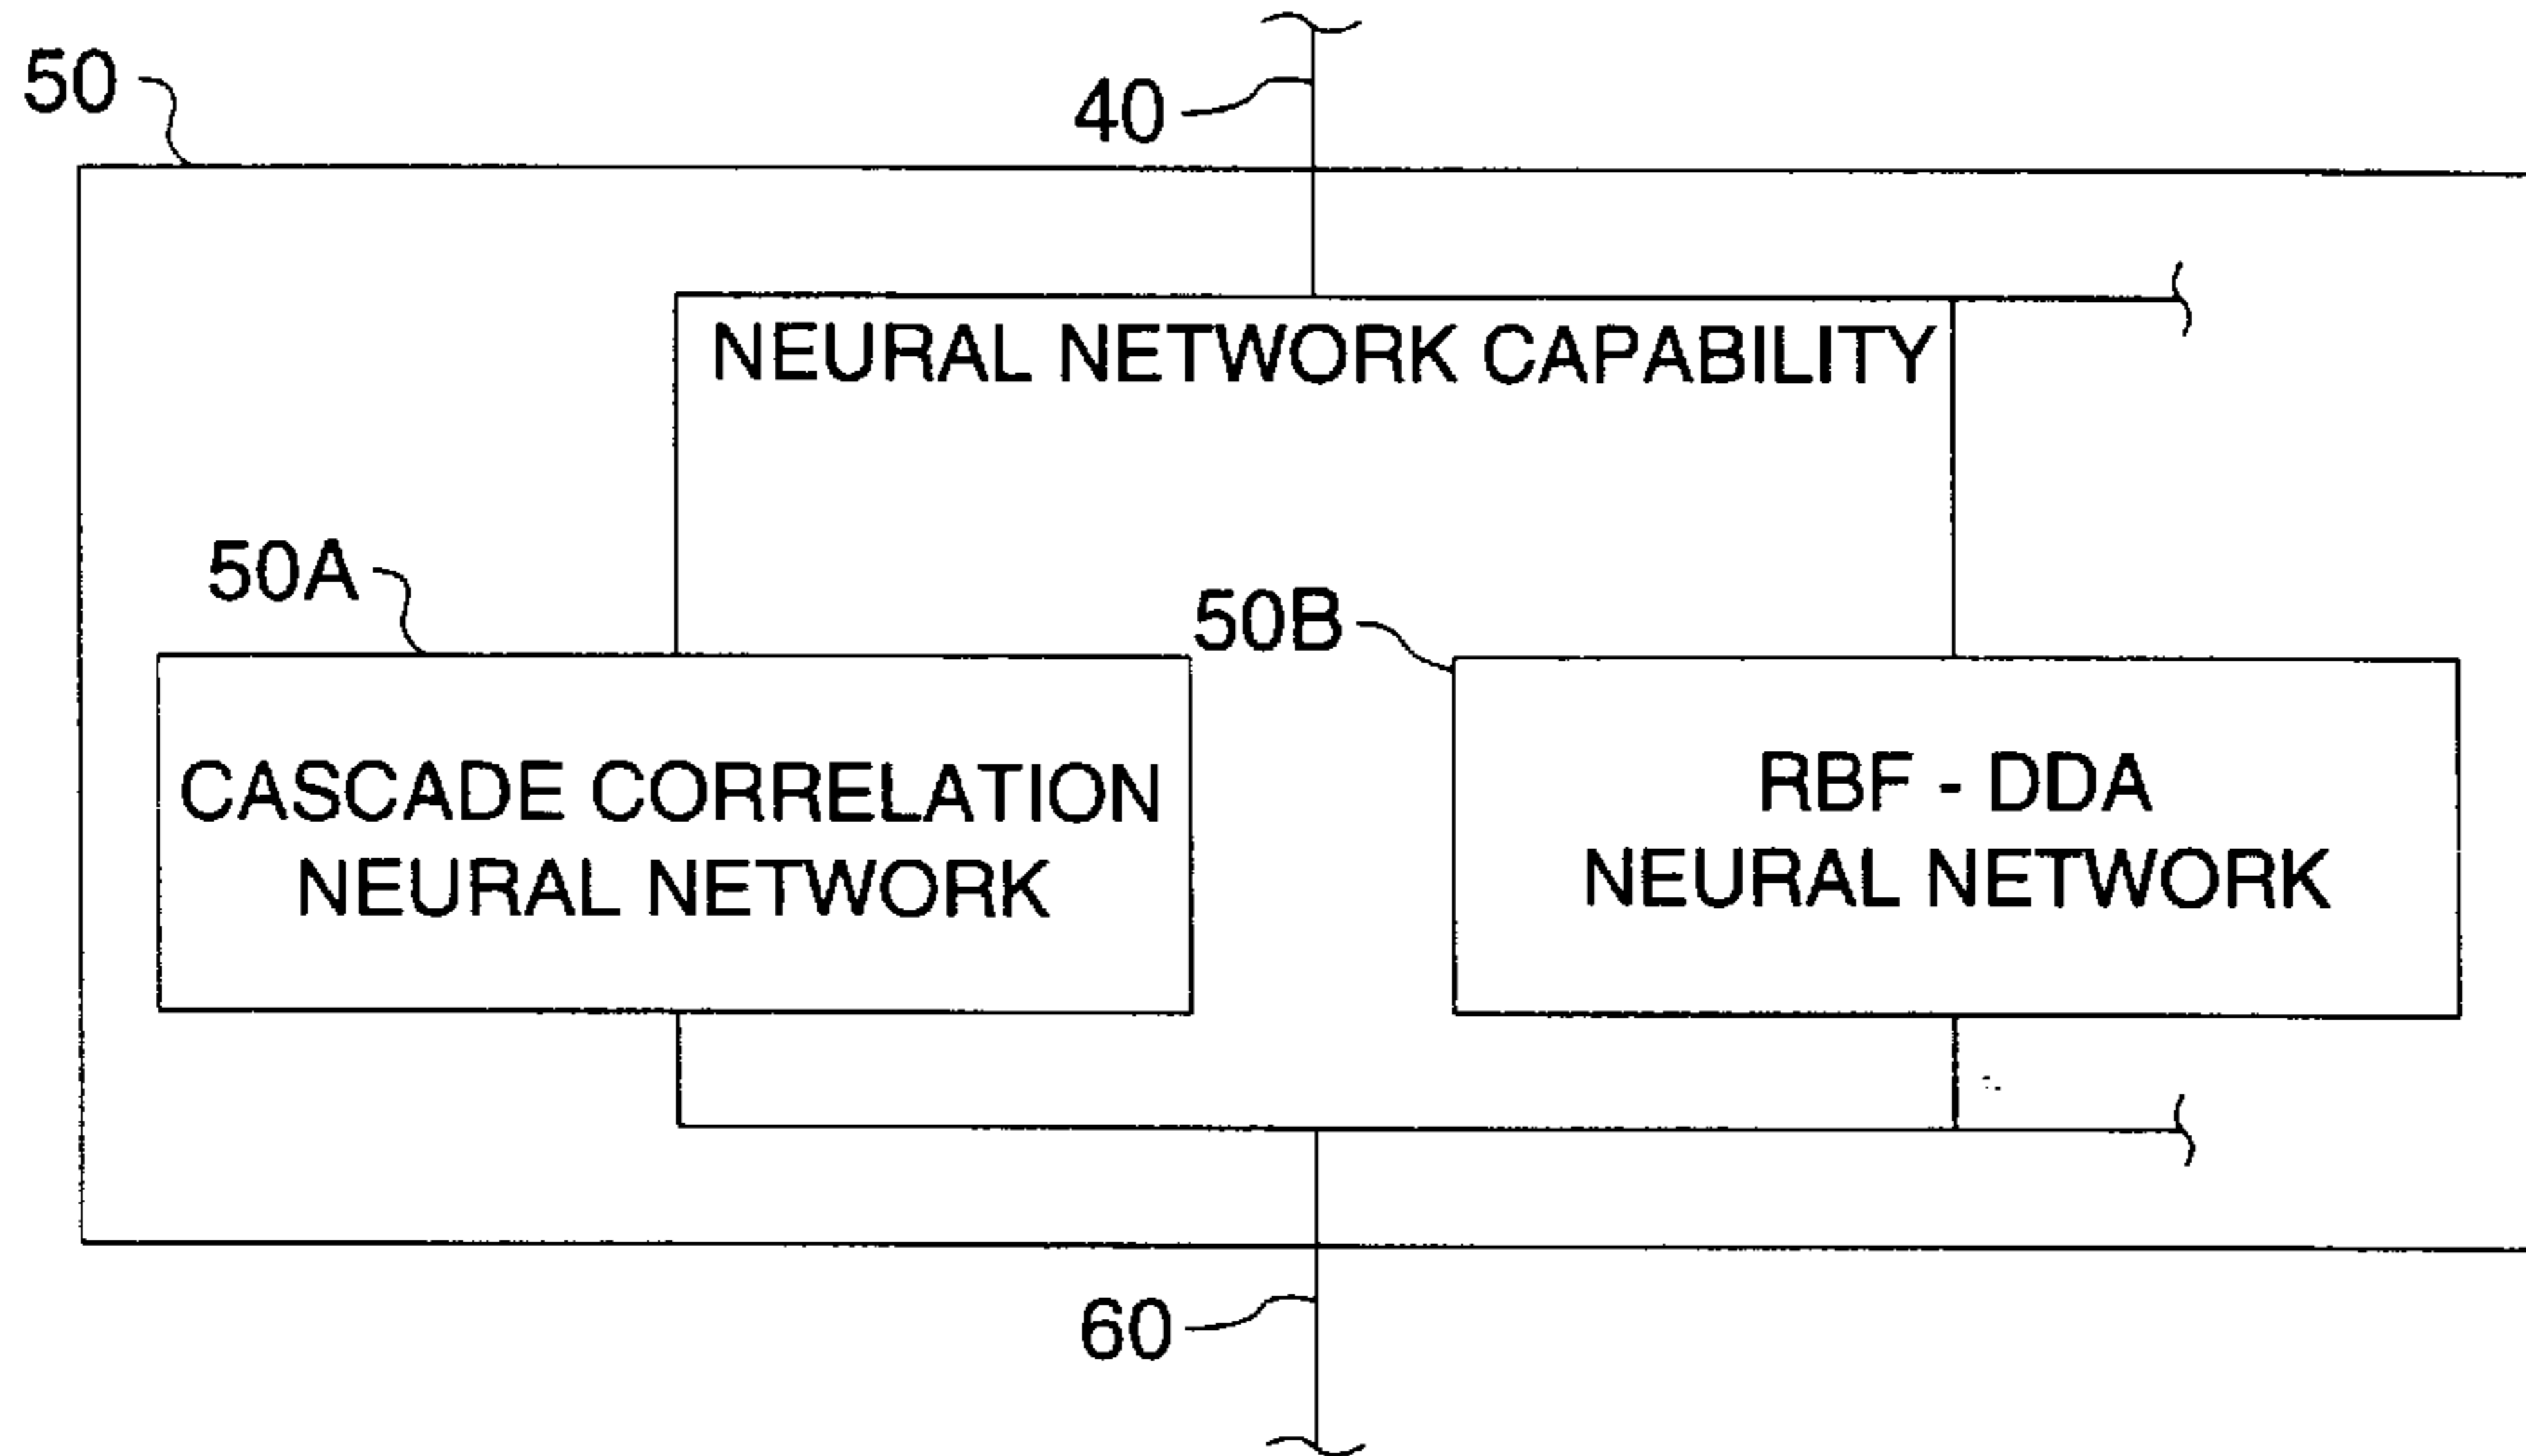 50
40
NEURAL NETWORK CAPABILITY
50A
50B
CASCADE CORRELATION
NEURAL NETWORK
RBF - DDA
NEURAL NETWORK
60